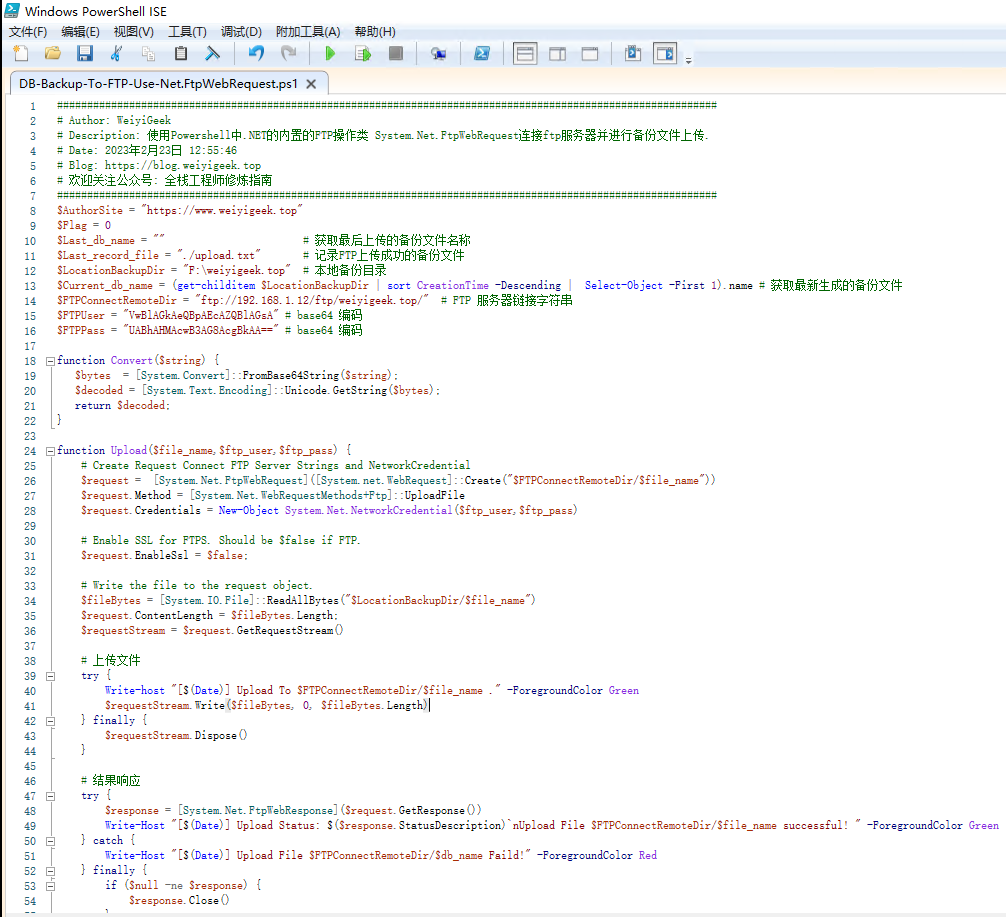 Windows PowerShell ISE
文件(F) 编辑(E) 视图(V) 工具(T) 调试(D) 附加工具(A) 帮助(H)
DB-Backup-To-FTP-Use-Net.FtpWebRequest.ps1 X
1 ##############################################################################################################
2 # Author: WeiyiGeek
3 # Description: 使用Powershell中.NET的内置的FTP操作类 System.Net.FtpWebRequest连接ftp服务器并进行备份文件上传.
4 # Date: 2023年2月23日 12:55:46
5 # Blog: https://blog.weiyigeek.top
6 # 欢迎关注公众号: 全栈工程师修炼指南
7 ##############################################################################################################
8 $AuthorSite = "https://www.weiyigeek.top"
9 $Flag = 0
10 $Last_db_name = "" # 获取最后上传的备份文件名称
11 $Last_record_file = "./upload.txt" # 记录FTP上传成功的备份文件
12 $LocationBackupDir = "F:\weiyigeek.top" # 本地备份目录
13 $Current_db_name = (get-childitem $LocationBackupDir | sort CreationTime -Descending | Select-Object -First 1).name # 获取最新生成的备份文件
14 $FTPConnectRemoteDir = "ftp://192.168.1.12/ftp/weiyigeek.top/" # FTP 服务器链接字符串
15 $FTPUser = "VwBlAGkAeQBpAEcAZQBlAGsA" # base64 编码
16 $FTPPass = "UABhAHMAcwB3AG8AcgBkAA==" # base64 编码
17
18 function Convert($string) {
19 $bytes = [System.Convert]::FromBase64String($string);
20 $decoded = [System.Text.Encoding]::Unicode.GetString($bytes);
21 return $decoded;
22 }
23
24 function Upload($file_name,$ftp_user,$ftp_pass) {
25 # Create Request Connect FTP Server Strings and NetworkCredential
26 $request = [System.Net.FtpWebRequest]([System.net.WebRequest]::Create("$FTPConnectRemoteDir/$file_name"))
27 $request.Method = [System.Net.WebRequestMethods+Ftp]::UploadFile
28 $request.Credentials = New-Object System.Net.NetworkCredential($ftp_user,$ftp_pass)
29
30 # Enable SSL for FTPS. Should be $false if FTP.
31 $request.EnableSsl = $false;
32
33 # Write the file to the request object.
34 $fileBytes = [System.IO.File]::ReadAllBytes("$LocationBackupDir/$file_name")
35 $request.ContentLength = $fileBytes.Length;
36 $requestStream = $request.GetRequestStream()
37
38 # 上传文件
39 try {
40 Write-host "[$(Date)] Upload To $FTPConnectRemoteDir/$file_name ." -ForegroundColor Green
41 $requestStream.Write($fileBytes, 0, $fileBytes.Length)
42 } finally {
43 $requestStream.Dispose()
44 }
45
46 # 结果响应
47 try {
48 $response = [System.Net.FtpWebResponse]($request.GetResponse())
49 Write-Host "[$(Date)] Upload Status: $($response.StatusDescription)`nUpload File $FTPConnectRemoteDir/$file_name successful! " -ForegroundColor Green
50 } catch {
51 Write-Host "[$(Date)] Upload File $FTPConnectRemoteDir/$db_name Faild!" -ForegroundColor Red
52 } finally {
53 if ($null -ne $response) {
54 $response.Close()